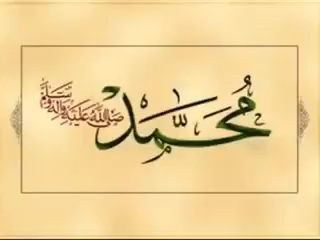 مُحَمَّد
صَلَّى اللهُ عَلَيْهِ وَآلِهِ وَسَلَّمَ